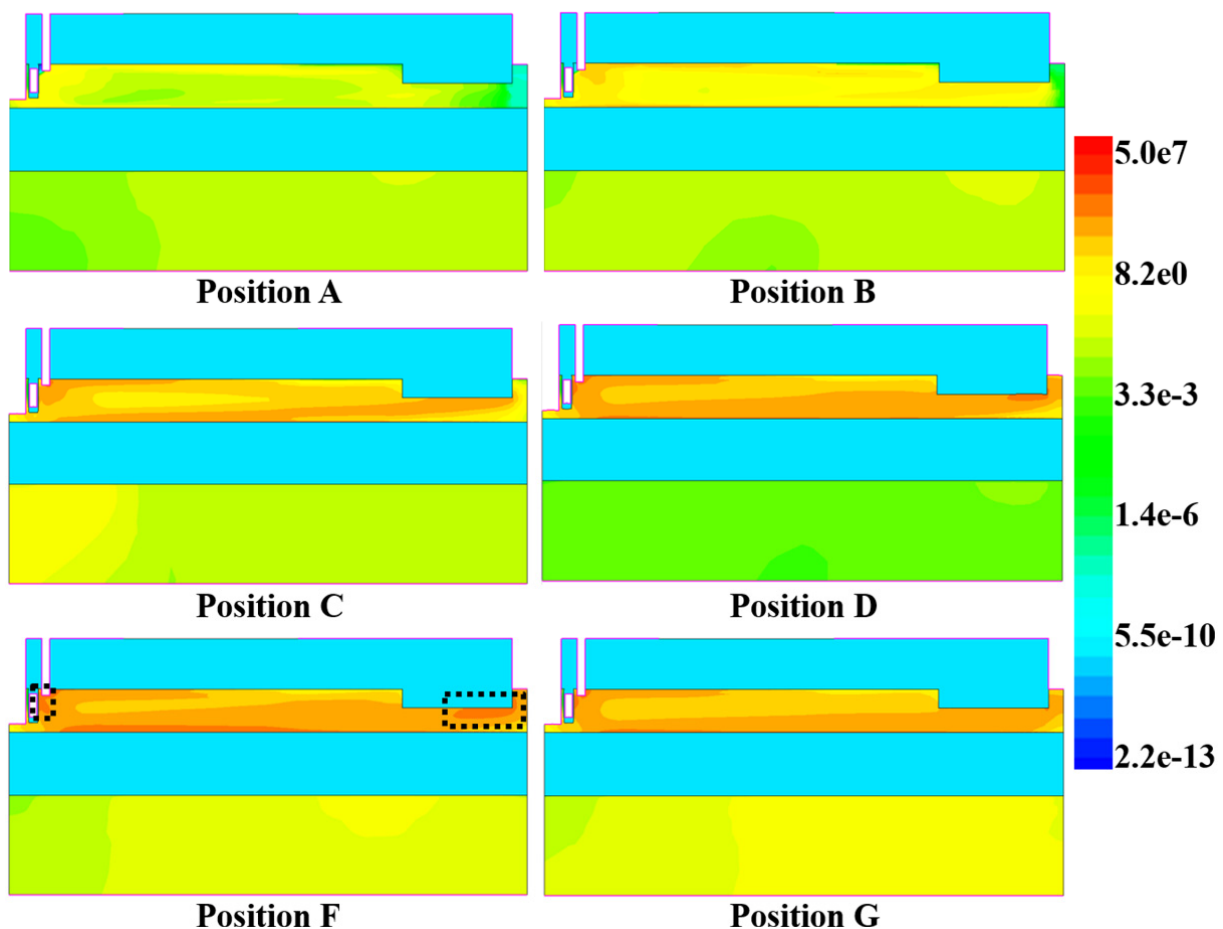 Position A
Position B
5.0e7
8.2e0
3.3e-3
1.4e-6
5.5e-10
2.2e-13
Position C
Position D
Position F
Position G